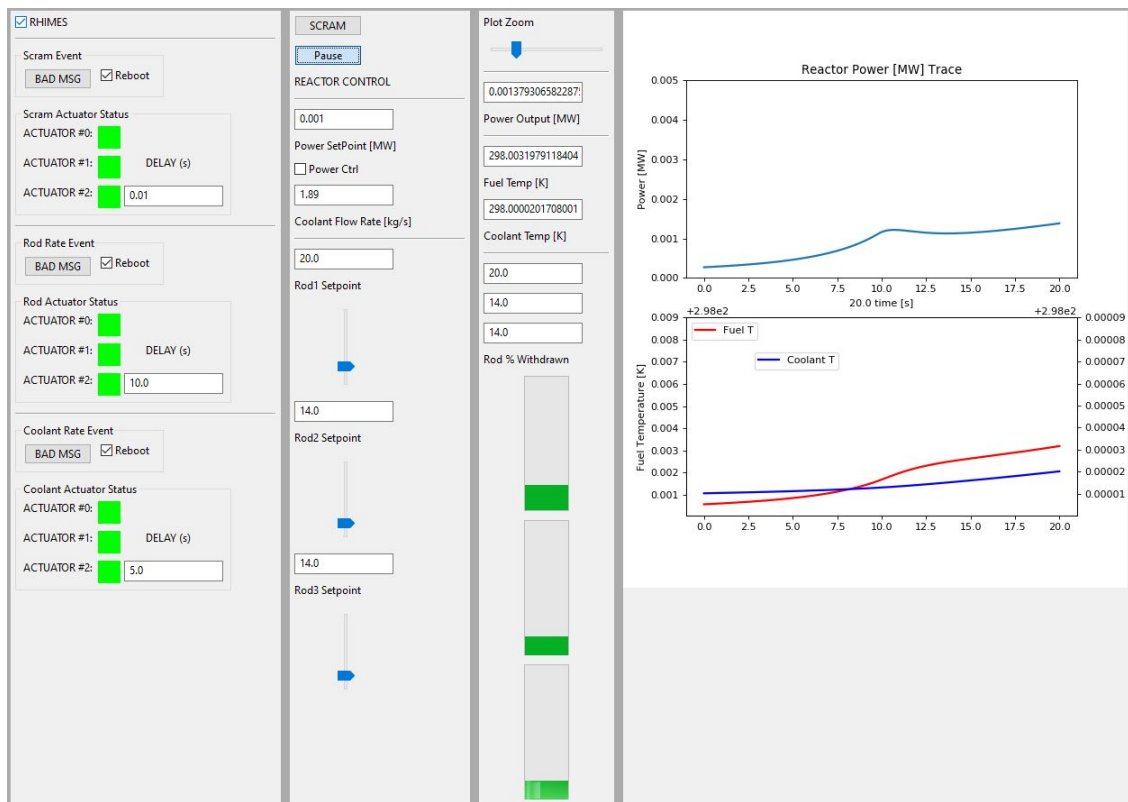 RHIMES
Scram Event
BAD MSG
Reboot
Scram Actuator Status
ACTUATOR #0:
ACTUATOR #1:
DELAY (s)
ACTUATOR #2:
0.01
Rod Rate Event
BAD MSG
Reboot
Rod Actuator Status
ACTUATOR #0:
ACTUATOR #1:
DELAY (s)
ACTUATOR #2:
10.0
Coolant Rate Event
BAD MSG
Reboot
Coolant Actuator Status
ACTUATOR #0:
ACTUATOR #1:
DELAY (s)
ACTUATOR #2:
5.0
SCRAM
Pause
REACTOR CONTROL
0.001
Power SetPoint [MW]
Power Ctrl
1.89
Coolant Flow Rate [kg/s]
20.0
Rod1 Setpoint
14.0
Rod2 Setpoint
14.0
Rod3 Setpoint
Plot Zoom
0.001379306582287
Power Output [MW]
298.0031979118404
Fuel Temp [K]
298.0000201708001
Coolant Temp [K]
20.0
14.0
14.0
Rod % Withdrawn
Reactor Power [MW] Trace
Power [MW]
0.005
0.004
0.003
0.002
0.001
0.000
0.0 2.5 5.0 7.5 10.0 12.5 15.0 17.5 20.0
20.0 time [s]
+2.98e2
+2.98e2
Fuel Temperature [K]
0.009
0.008
0.007
0.006
0.005
0.004
0.003
0.002
0.001
Fuel T
Coolant T
0.00009
0.00008
0.00007
0.00006
0.00005
0.00004
0.00003
0.00002
0.00001
0.0 2.5 5.0 7.5 10.0 12.5 15.0 17.5 20.0